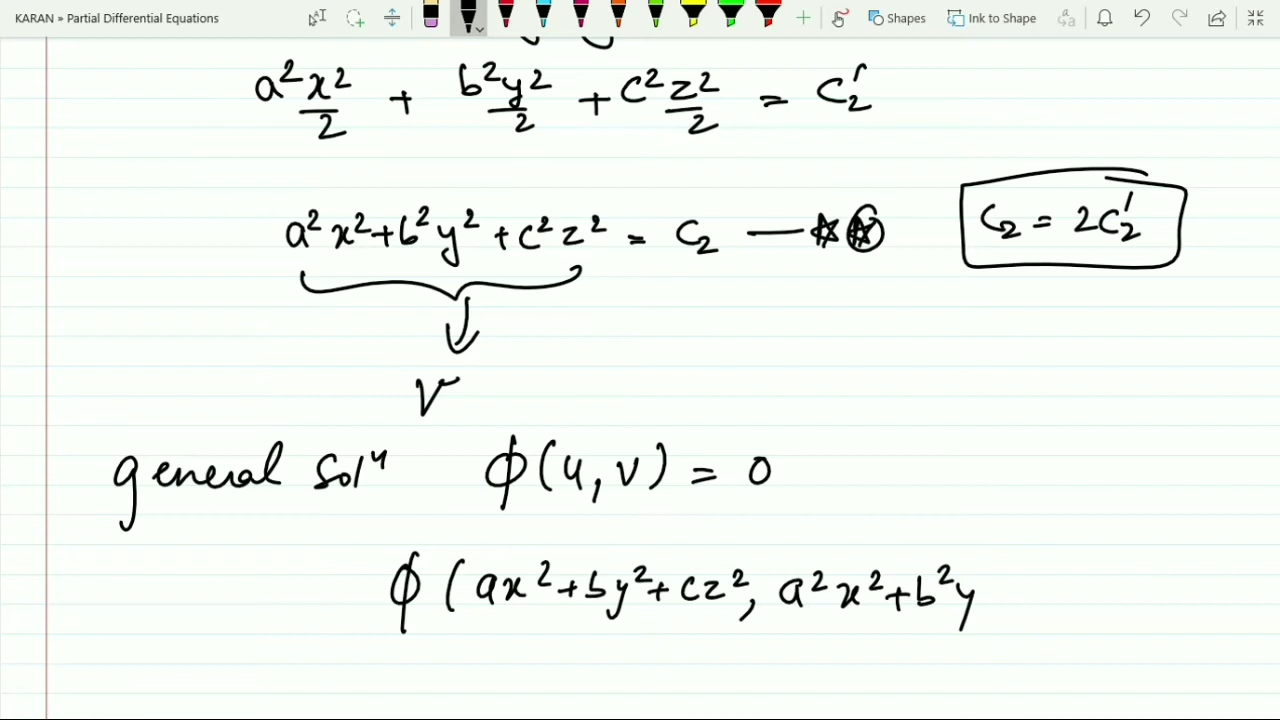 KARAN » Partial Differential Equations
Shapes
Ink to Shape
a²x²/2 + b²y²/2 + c²z²/2 = C₂'
a²x²+b²y²+c²z² = C₂ — ☆☆
C₂ = 2C₂'
V
general solⁿ ϕ(u, v) = 0
ϕ(ax²+by²+cz², a²x²+b²y